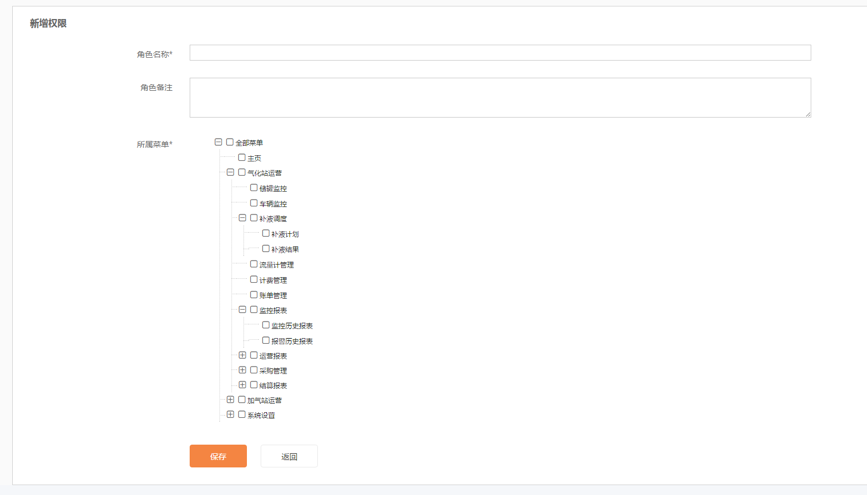 新增权限
角色名称*
角色备注
所属菜单*
全部菜单
主页
气化站运营
储罐监控
车辆监控
补液调度
补液计划
补液结果
流量计管理
计费管理
账单管理
监控报表
监控历史报表
报警历史报表
运营报表
采购管理
结算报表
加气站运营
系统设置
保存 返回